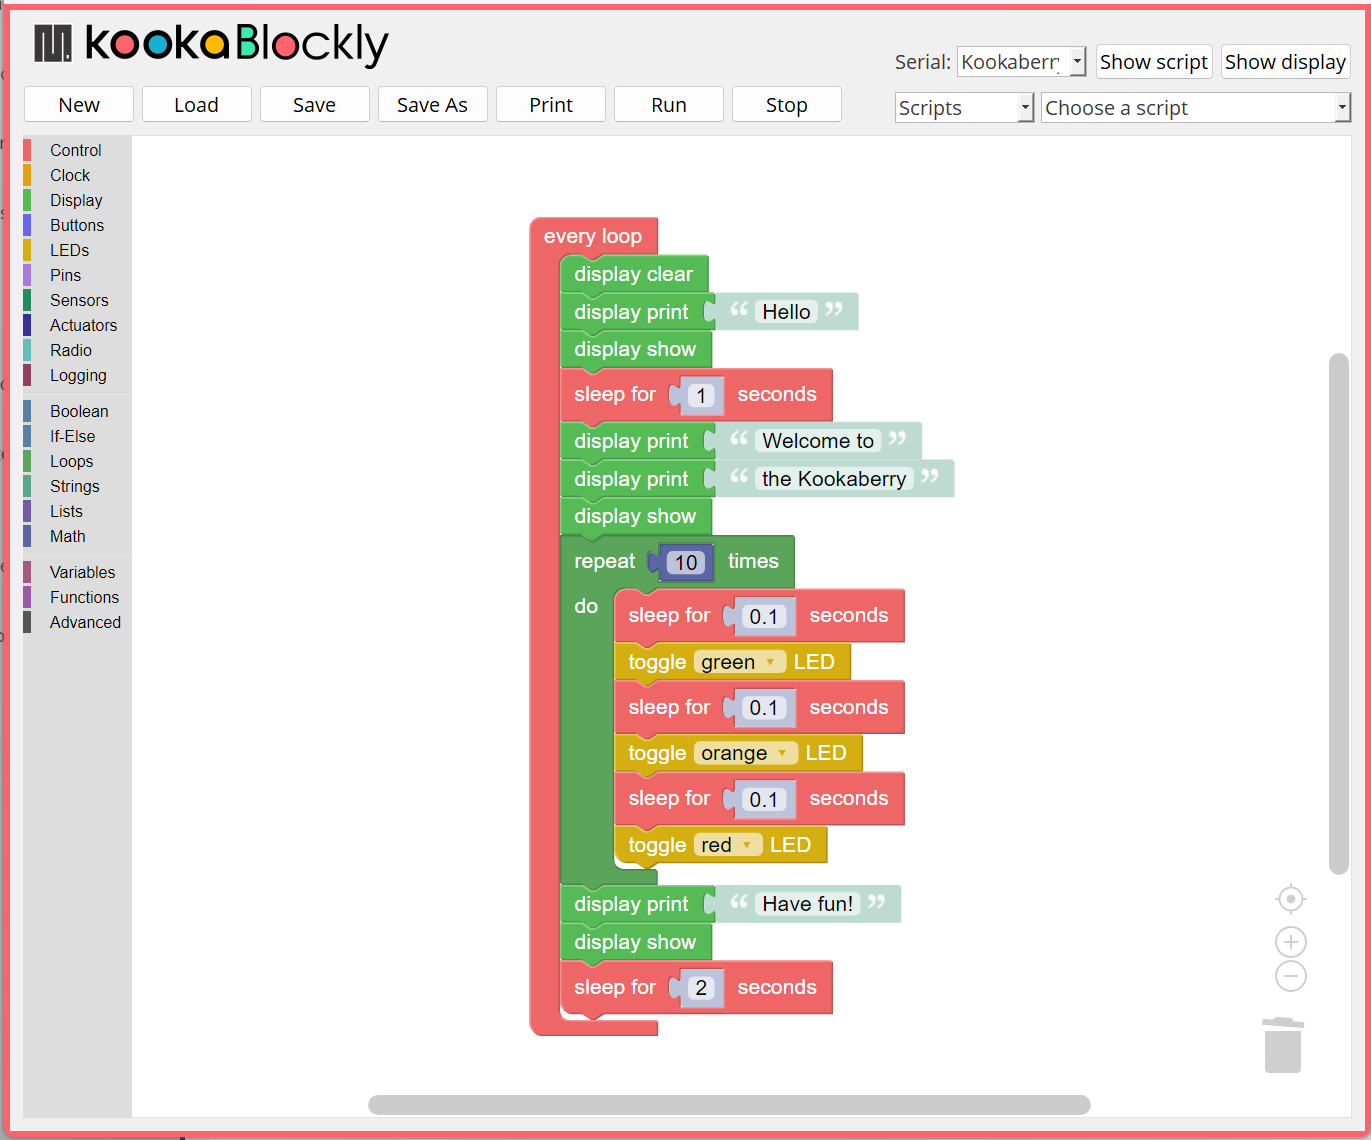 kookaBlockly
Serial: Kookaberry Show script Show display
New Load Save Save As Print Run Stop Scripts Choose a script
Control
Clock
Display
Buttons
LEDs
Pins
Sensors
Actuators
Radio
Logging
Boolean
If-Else
Loops
Strings
Lists
Math
Variables
Functions
Advanced
every loop
display clear
display print “ Hello ”
display show
sleep for 1 seconds
display print “ Welcome to ”
display print “ the Kookaberry ”
display show
repeat 10 times
do
sleep for 0.1 seconds
toggle green LED
sleep for 0.1 seconds
toggle orange LED
sleep for 0.1 seconds
toggle red LED
display print “ Have fun! ”
display show
sleep for 2 seconds